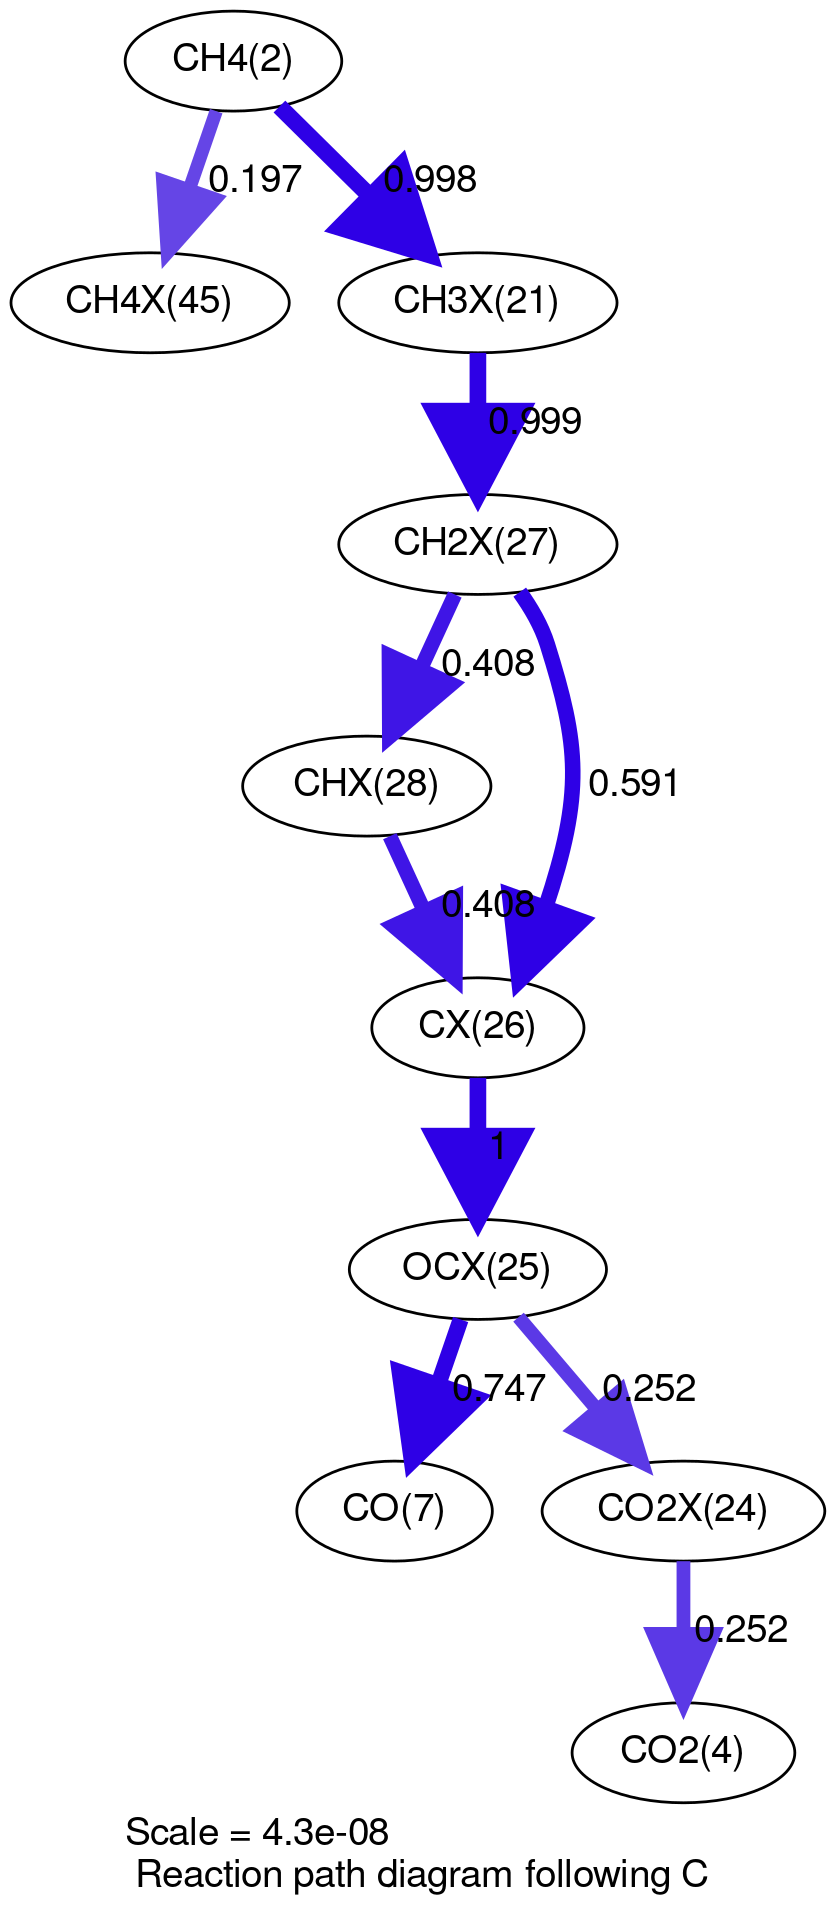 CH4(2)
0.197
0.998
CH4X(45)
CH3X(21)
0.999
CH2X(27)
0.408
CHX(28)
0.591
0.408
CX(26)
1
OCX(25)
0.747
0.252
CO(7)
CO2X(24)
0.252
CO2(4)
Scale = 4.3e-08
Reaction path diagram following C